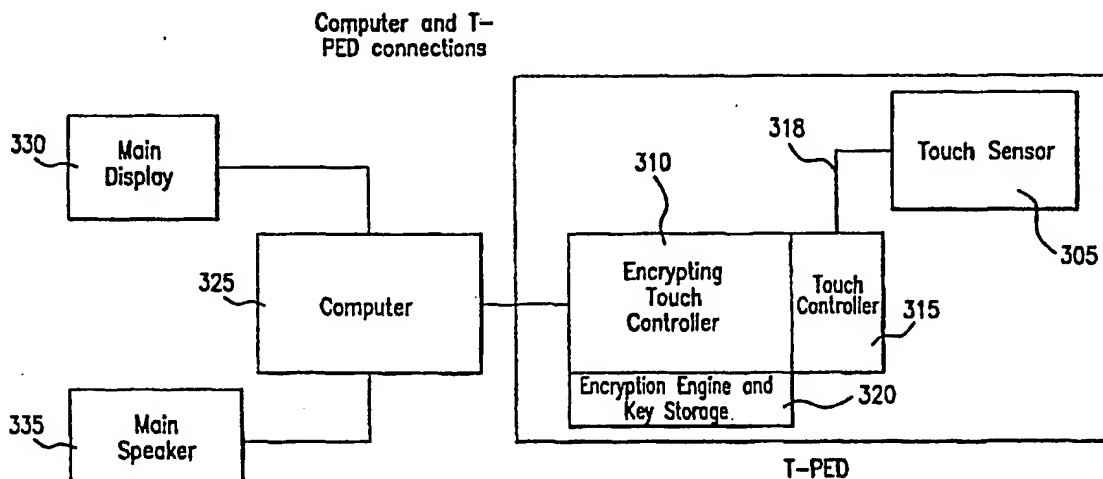 Computer and T-
PED connections
330
Main
Display
318
Touch Sensor
305
310
325
Computer
Encrypting
Touch
Controller
Touch
Controller
315
Encryption Engine and
Key Storage.
320
335
Main
Speaker
T-PED